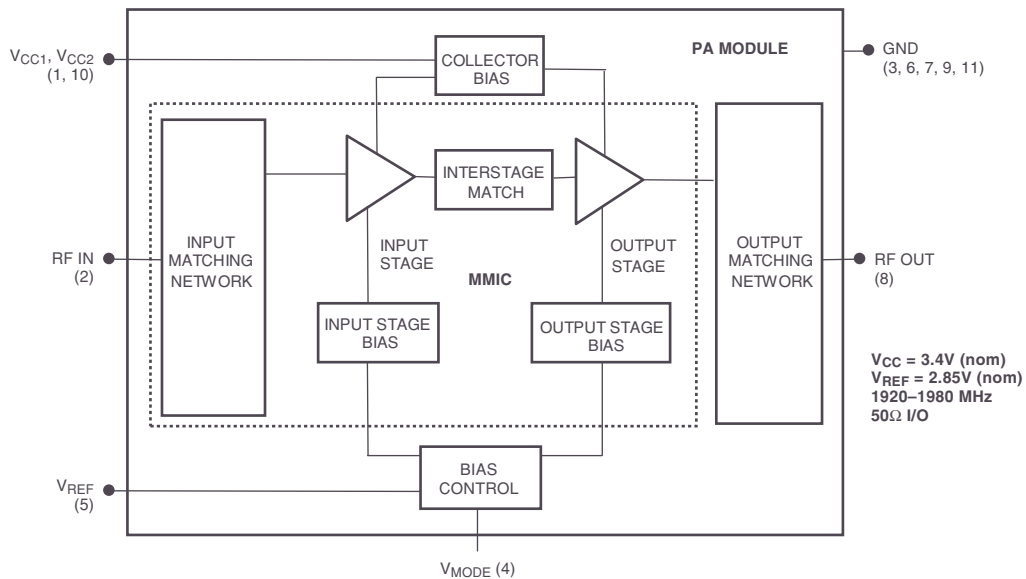 VCC1, VCC2
(1, 10)
COLLECTOR
BIAS
PA MODULE
GND
(3, 6, 7, 9, 11)
INTERSTAGE
MATCH
INPUT
STAGE
OUTPUT
STAGE
RF IN
(2)
INPUT
MATCHING
NETWORK
MMIC
OUTPUT
MATCHING
NETWORK
RF OUT
(8)
INPUT STAGE
BIAS
OUTPUT STAGE
BIAS
VCC = 3.4V (nom)
VREF = 2.85V (nom)
1920–1980 MHz
50Ω I/O
BIAS
CONTROL
VREF
(5)
VMODE (4)